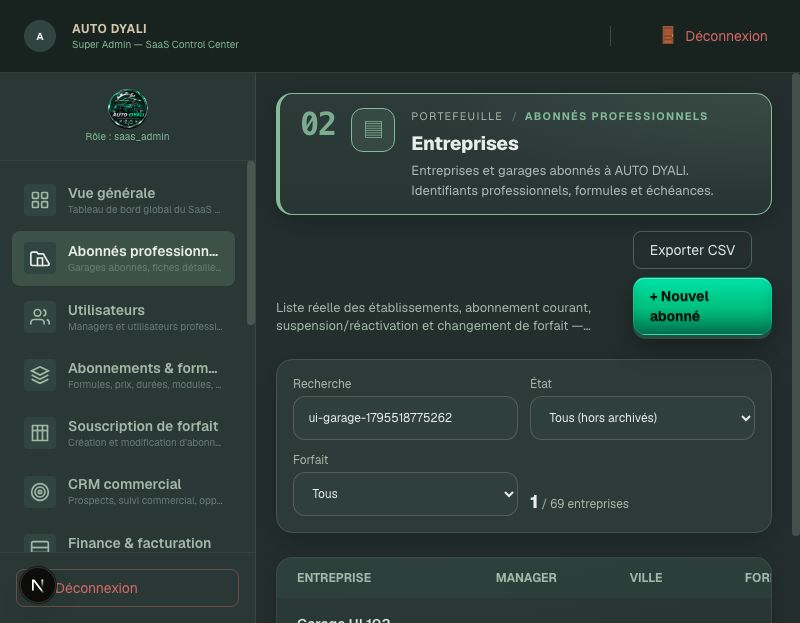 A
AUTO DYALI
Super Admin — SaaS Control Center
Déconnexion
AUTO DYALI
Rôle : saas_admin
Vue générale
Tableau de bord global du SaaS ...
Abonnés professionn...
Garages abonnés, fiches détaillé...
Utilisateurs
Managers et utilisateurs professi...
Abonnements & form...
Formules, prix, durées, modules, ...
Souscription de forfait
Création et modification d'abonn...
CRM commercial
Prospects, suivi commercial, opp...
Finance & facturation
N
Déconnexion
02
PORTEFEUILLE / ABONNÉS PROFESSIONNELS
Entreprises
Entreprises et garages abonnés à AUTO DYALI.
Identifiants professionnels, formules et échéances.
Exporter CSV
Liste réelle des établissements, abonnement courant,
suspension/réactivation et changement de forfait —...
+ Nouvel
abonné
Recherche
ui-garage-1795518775262
État
Tous (hors archivés)
Forfait
Tous
1 / 69 entreprises
ENTREPRISE MANAGER VILLE FOR